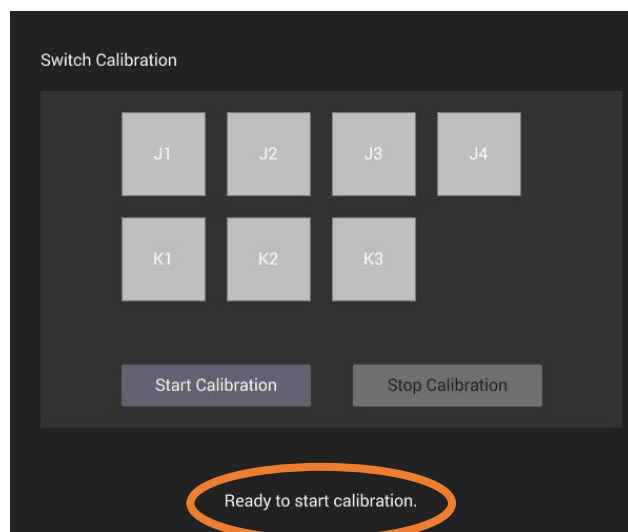 Switch Calibration
J1 J2 J3 J4
K1 K2 K3
Start Calibration Stop Calibration
Ready to start calibration.